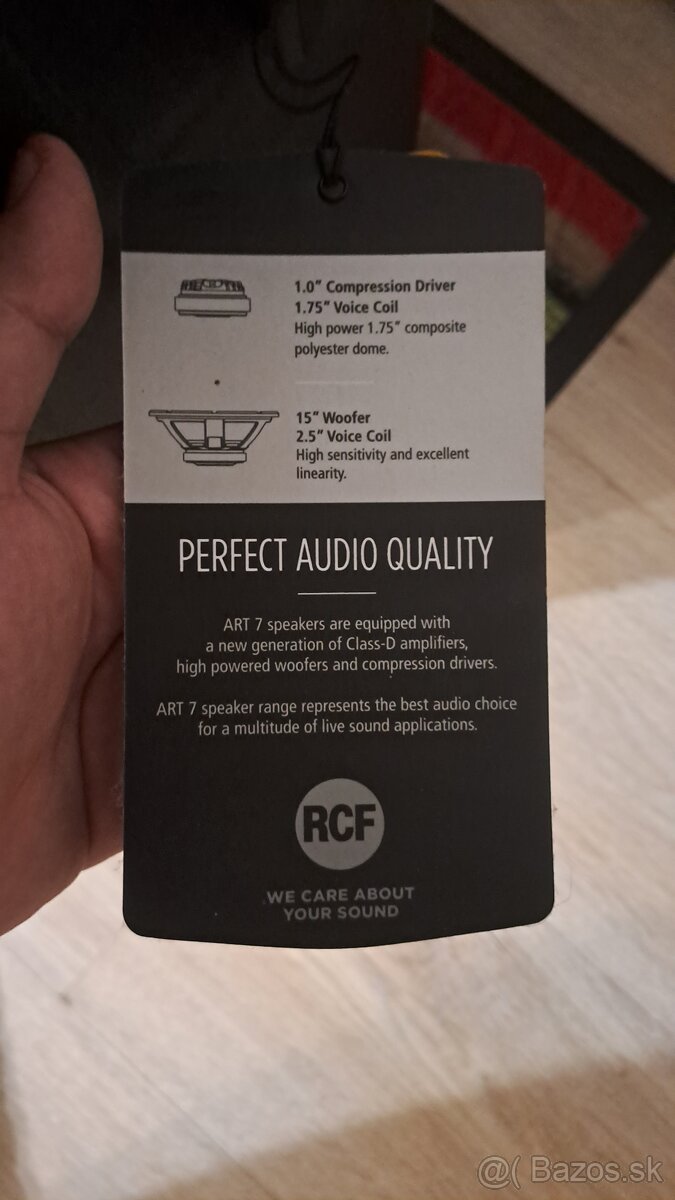 1.0" Compression Driver
1.75" Voice Coil
High power 1.75" composite
polyester dome.
15" Woofer
2.5" Voice Coil
High sensitivity and excellent
linearity.
PERFECT AUDIO QUALITY
ART 7 speakers are equipped with
a new generation of Class-D amplifiers,
high powered woofers and compression drivers.
ART 7 speaker range represents the best audio choice
for a multitude of live sound applications.
RCF
WE CARE ABOUT
YOUR SOUND
@( Bazos.sk